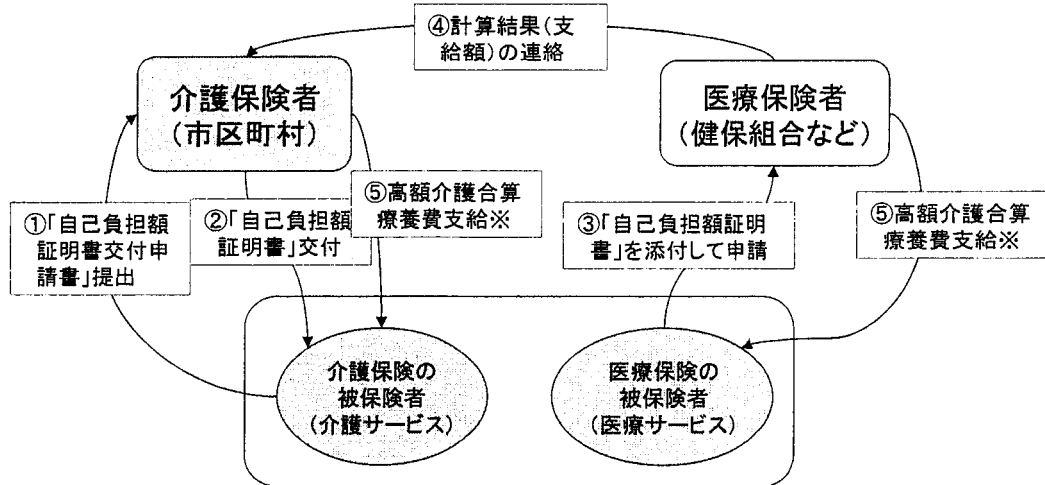 ④計算結果(支
給額)の連絡
介護保険者
(市区町村)
医療保険者
(健保組合など)
①「自己負担額
証明書交付申
請書」提出
②「自己負担額
証明書」交付
⑤高額介護合算
療養費支給※
③「自己負担額証明
書」を添付して申請
⑤高額介護合算
療養費支給※
介護保険の
被保険者
(介護サービス)
医療保険の
被保険者
(医療サービス)